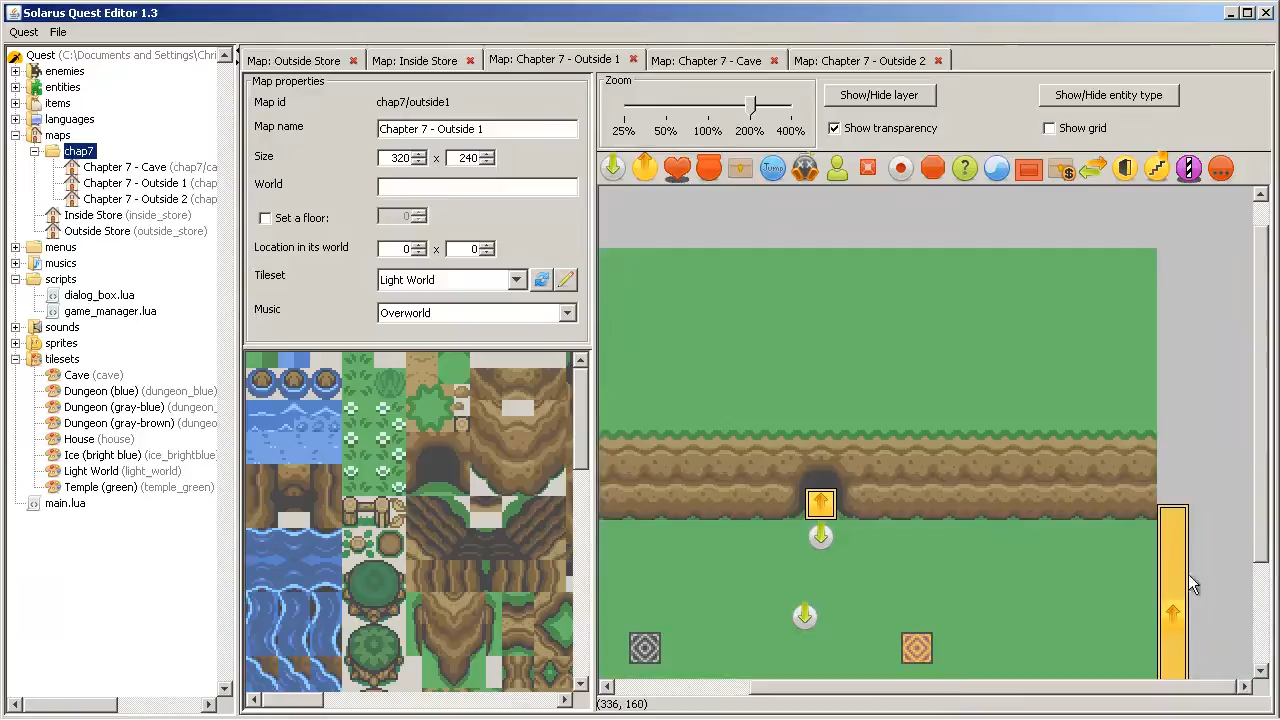 Solarus Quest Editor 1.3
Quest File
Quest (C:\Documents and Settings\Chri
enemies
entities
items
languages
maps
chap7
Chapter 7 - Cave (chap7/ca
Chapter 7 - Outside 1 (chap
Chapter 7 - Outside 2 (chap
Inside Store (inside_store)
Outside Store (outside_store)
menus
musics
scripts
dialog_box.lua
game_manager.lua
sounds
sprites
tilesets
Cave (cave)
Dungeon (blue) (dungeon_blue)
Dungeon (gray-blue) (dungeon_
Dungeon (gray-brown) (dungeon_
House (house)
Ice (bright blue) (ice_brightblue
Light World (light_world)
Temple (green) (temple_green)
main.lua
Map: Outside Store Map: Inside Store Map: Chapter 7 - Outside 1 Map: Chapter 7 - Cave Map: Chapter 7 - Outside 2
Map properties
Map id chap7/outside1
Map name Chapter 7 - Outside 1
Size 320 x 240
World
Set a floor: 0
Location in its world 0 x 0
Tileset Light World
Music Overworld
Zoom
25% 50% 200% 400%
Show/Hide layer
Show/Hide entity type
Show transparency
Show grid
Jump
?
$
(336, 160)